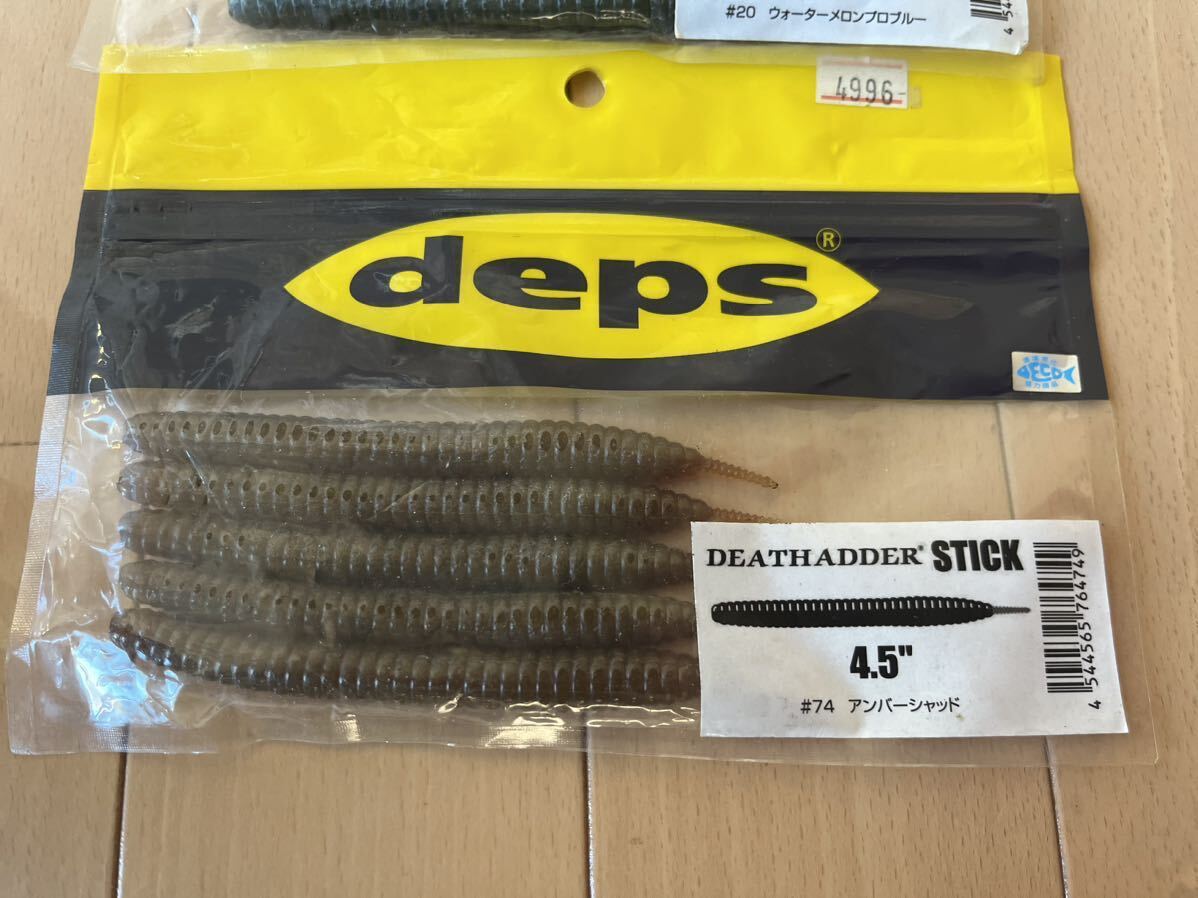 #20 ウォーターメロンプロブルー
4996-
deps®
DEATHADDER® STICK
4.5"
#74 アンバーシャッド
4 544565 764749